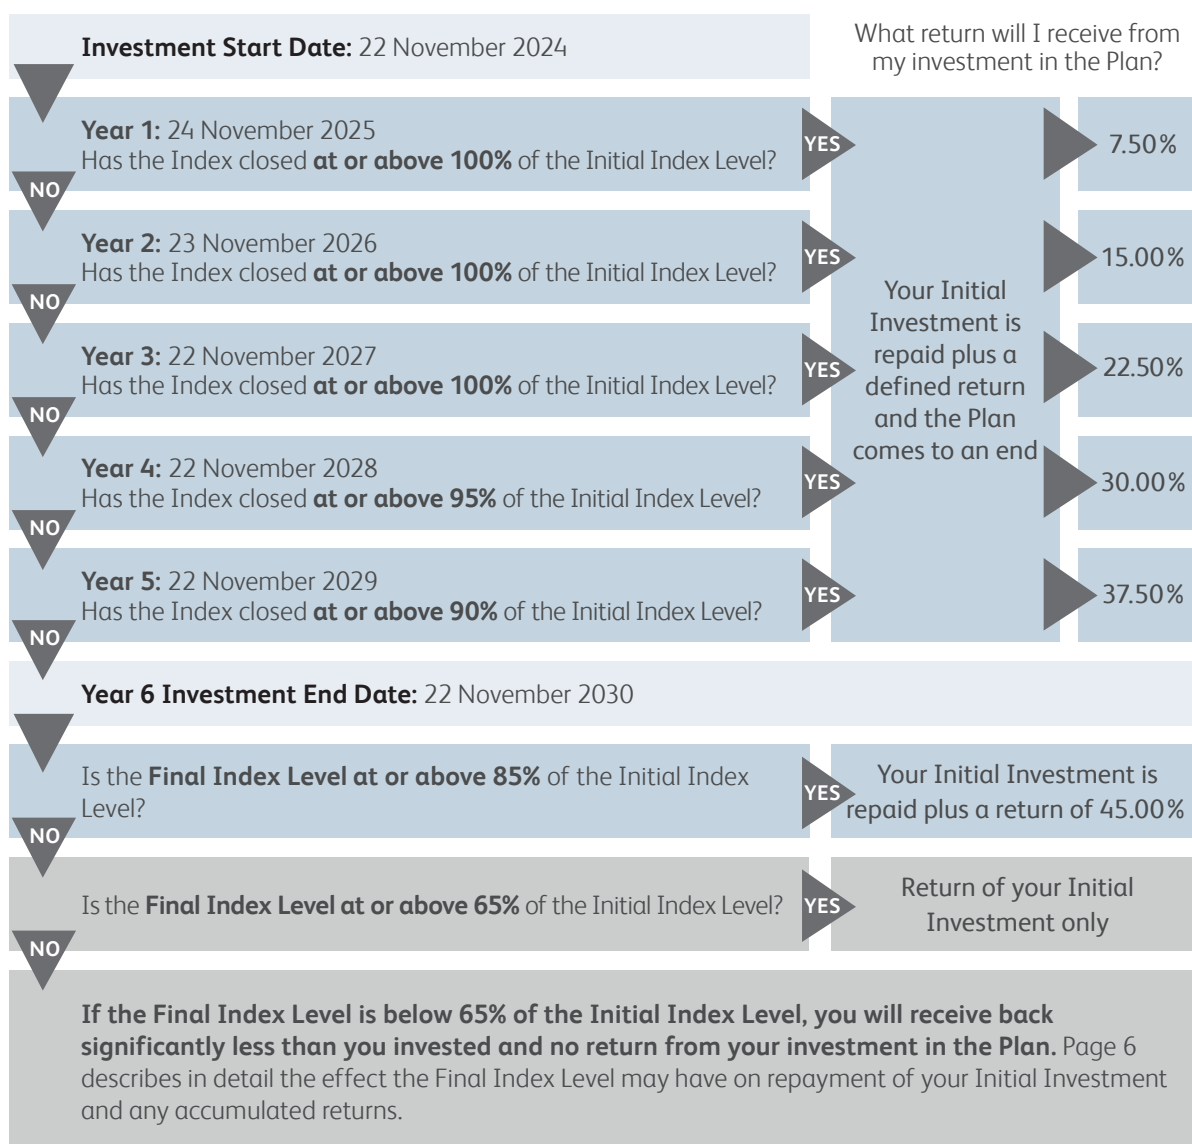 Investment Start Date: 22 November 2024
What return will I receive from
my investment in the Plan?
Year 1: 24 November 2025
Has the Index closed at or above 100% of the Initial Index Level?
YES
7.50%
NO
Year 2: 23 November 2026
Has the Index closed at or above 100% of the Initial Index Level?
YES
15.00%
NO
Year 3: 22 November 2027
Has the Index closed at or above 100% of the Initial Index Level?
YES
22.50%
NO
Year 4: 22 November 2028
Has the Index closed at or above 95% of the Initial Index Level?
YES
30.00%
NO
Year 5: 22 November 2029
Has the Index closed at or above 90% of the Initial Index Level?
YES
37.50%
NO
Your Initial
Investment is
repaid plus a
defined return
and the Plan
comes to an end
Year 6 Investment End Date: 22 November 2030
Is the Final Index Level at or above 85% of the Initial Index
Level?
YES
Your Initial Investment is
repaid plus a return of 45.00%
NO
Is the Final Index Level at or above 65% of the Initial Index Level?
YES
Return of your Initial
Investment only
NO
If the Final Index Level is below 65% of the Initial Index Level, you will receive back
significantly less than you invested and no return from your investment in the Plan. Page 6
describes in detail the effect the Final Index Level may have on repayment of your Initial Investment
and any accumulated returns.